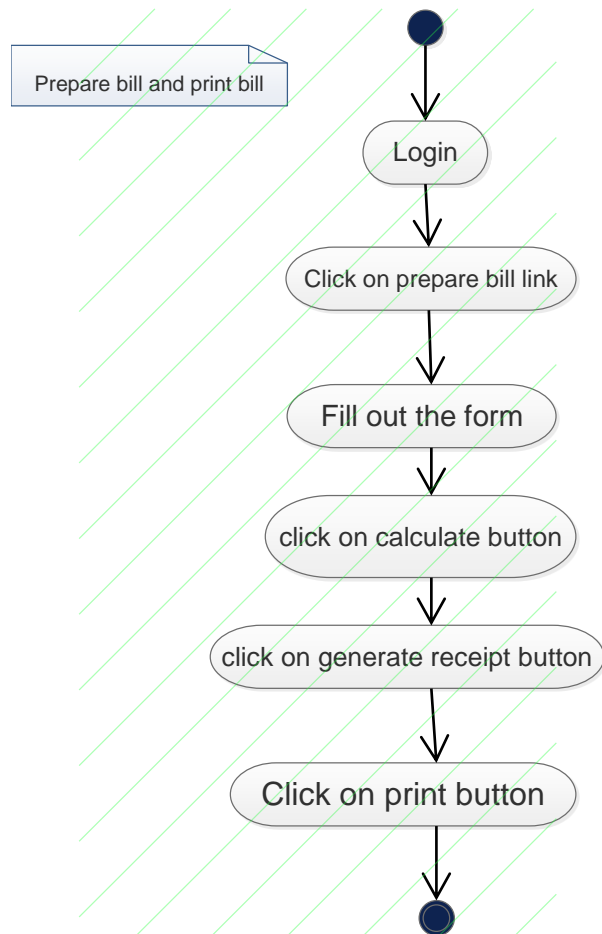 Prepare bill and print bill
Login
Click on prepare bill link
Fill out the form
click on calculate button
click on generate receipt button
Click on print button